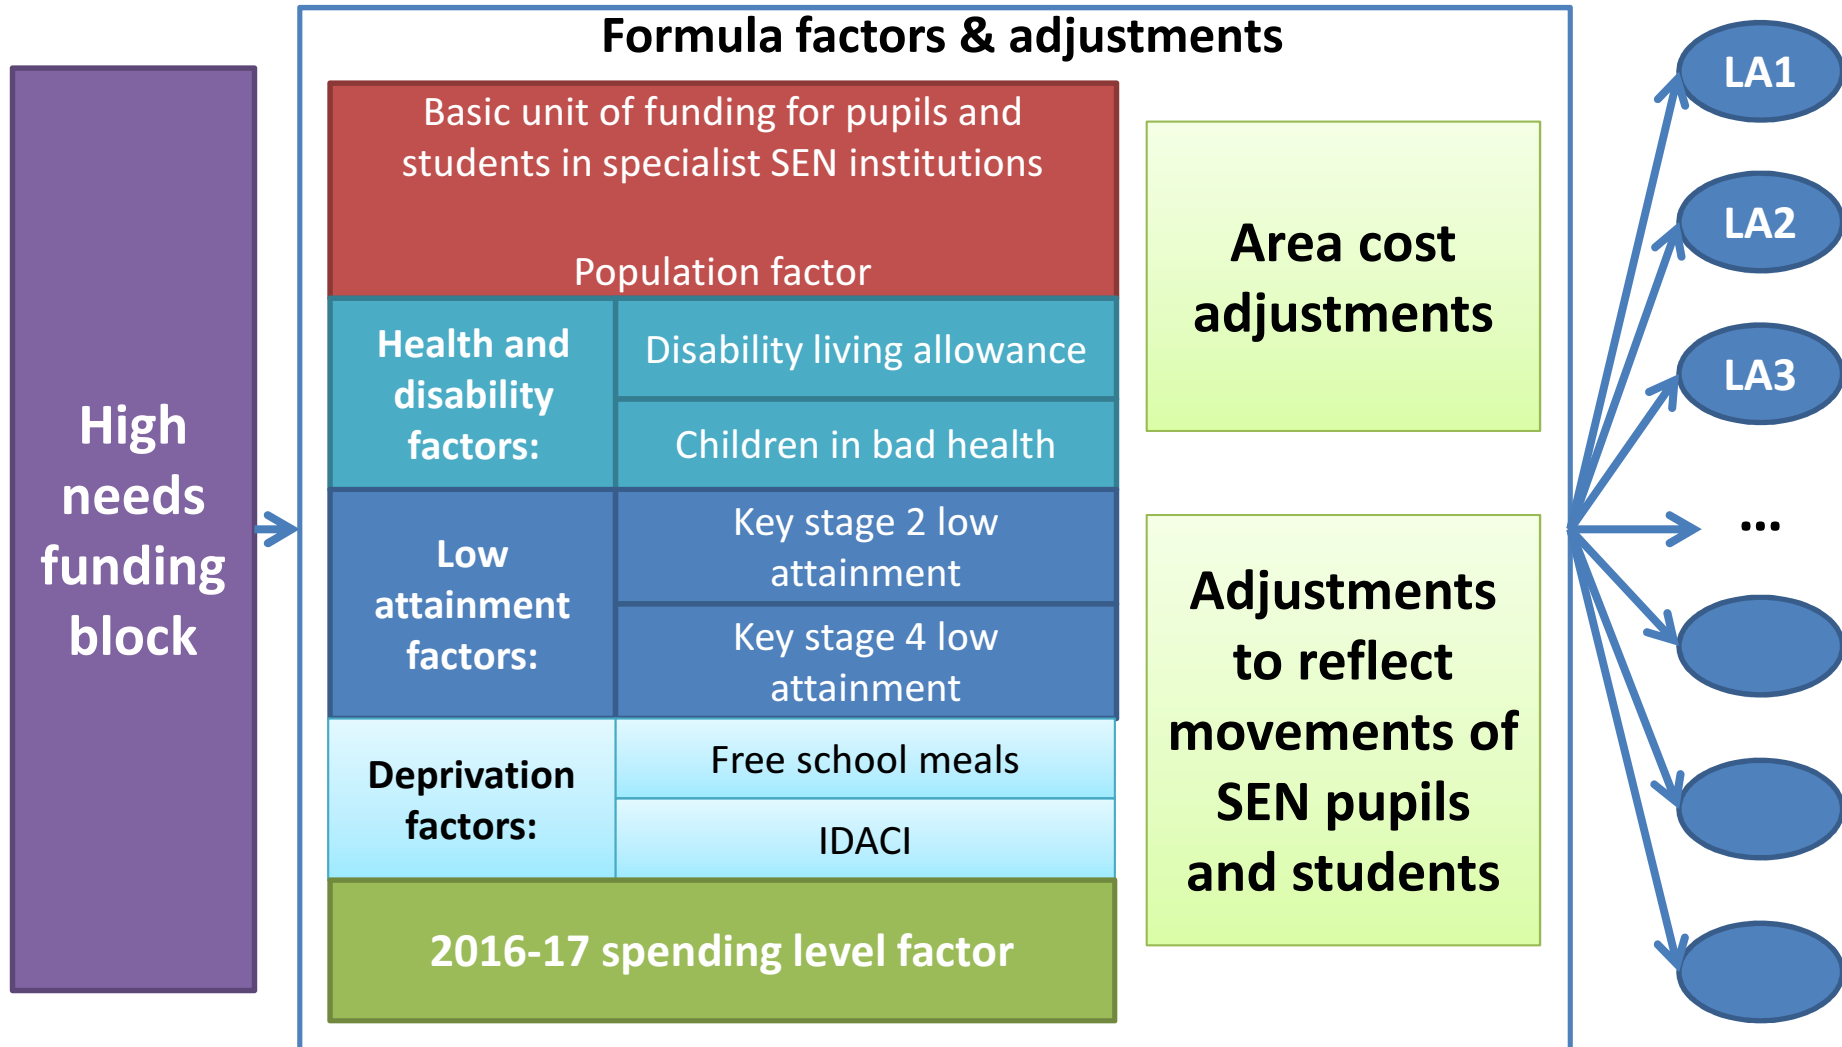 Formula factors & adjustments
High
needs
funding
block
Basic unit of funding for pupils and
students in specialist SEN institutions
Population factor
Health and
disability
factors:
Disability living allowance
Children in bad health
Low
attainment
factors:
Key stage 2 low
attainment
Key stage 4 low
attainment
Deprivation
factors:
Free school meals
IDACI
2016-17 spending level factor
Area cost
adjustments
Adjustments
to reflect
movements of
SEN pupils
and students
LA1
LA2
LA3
...